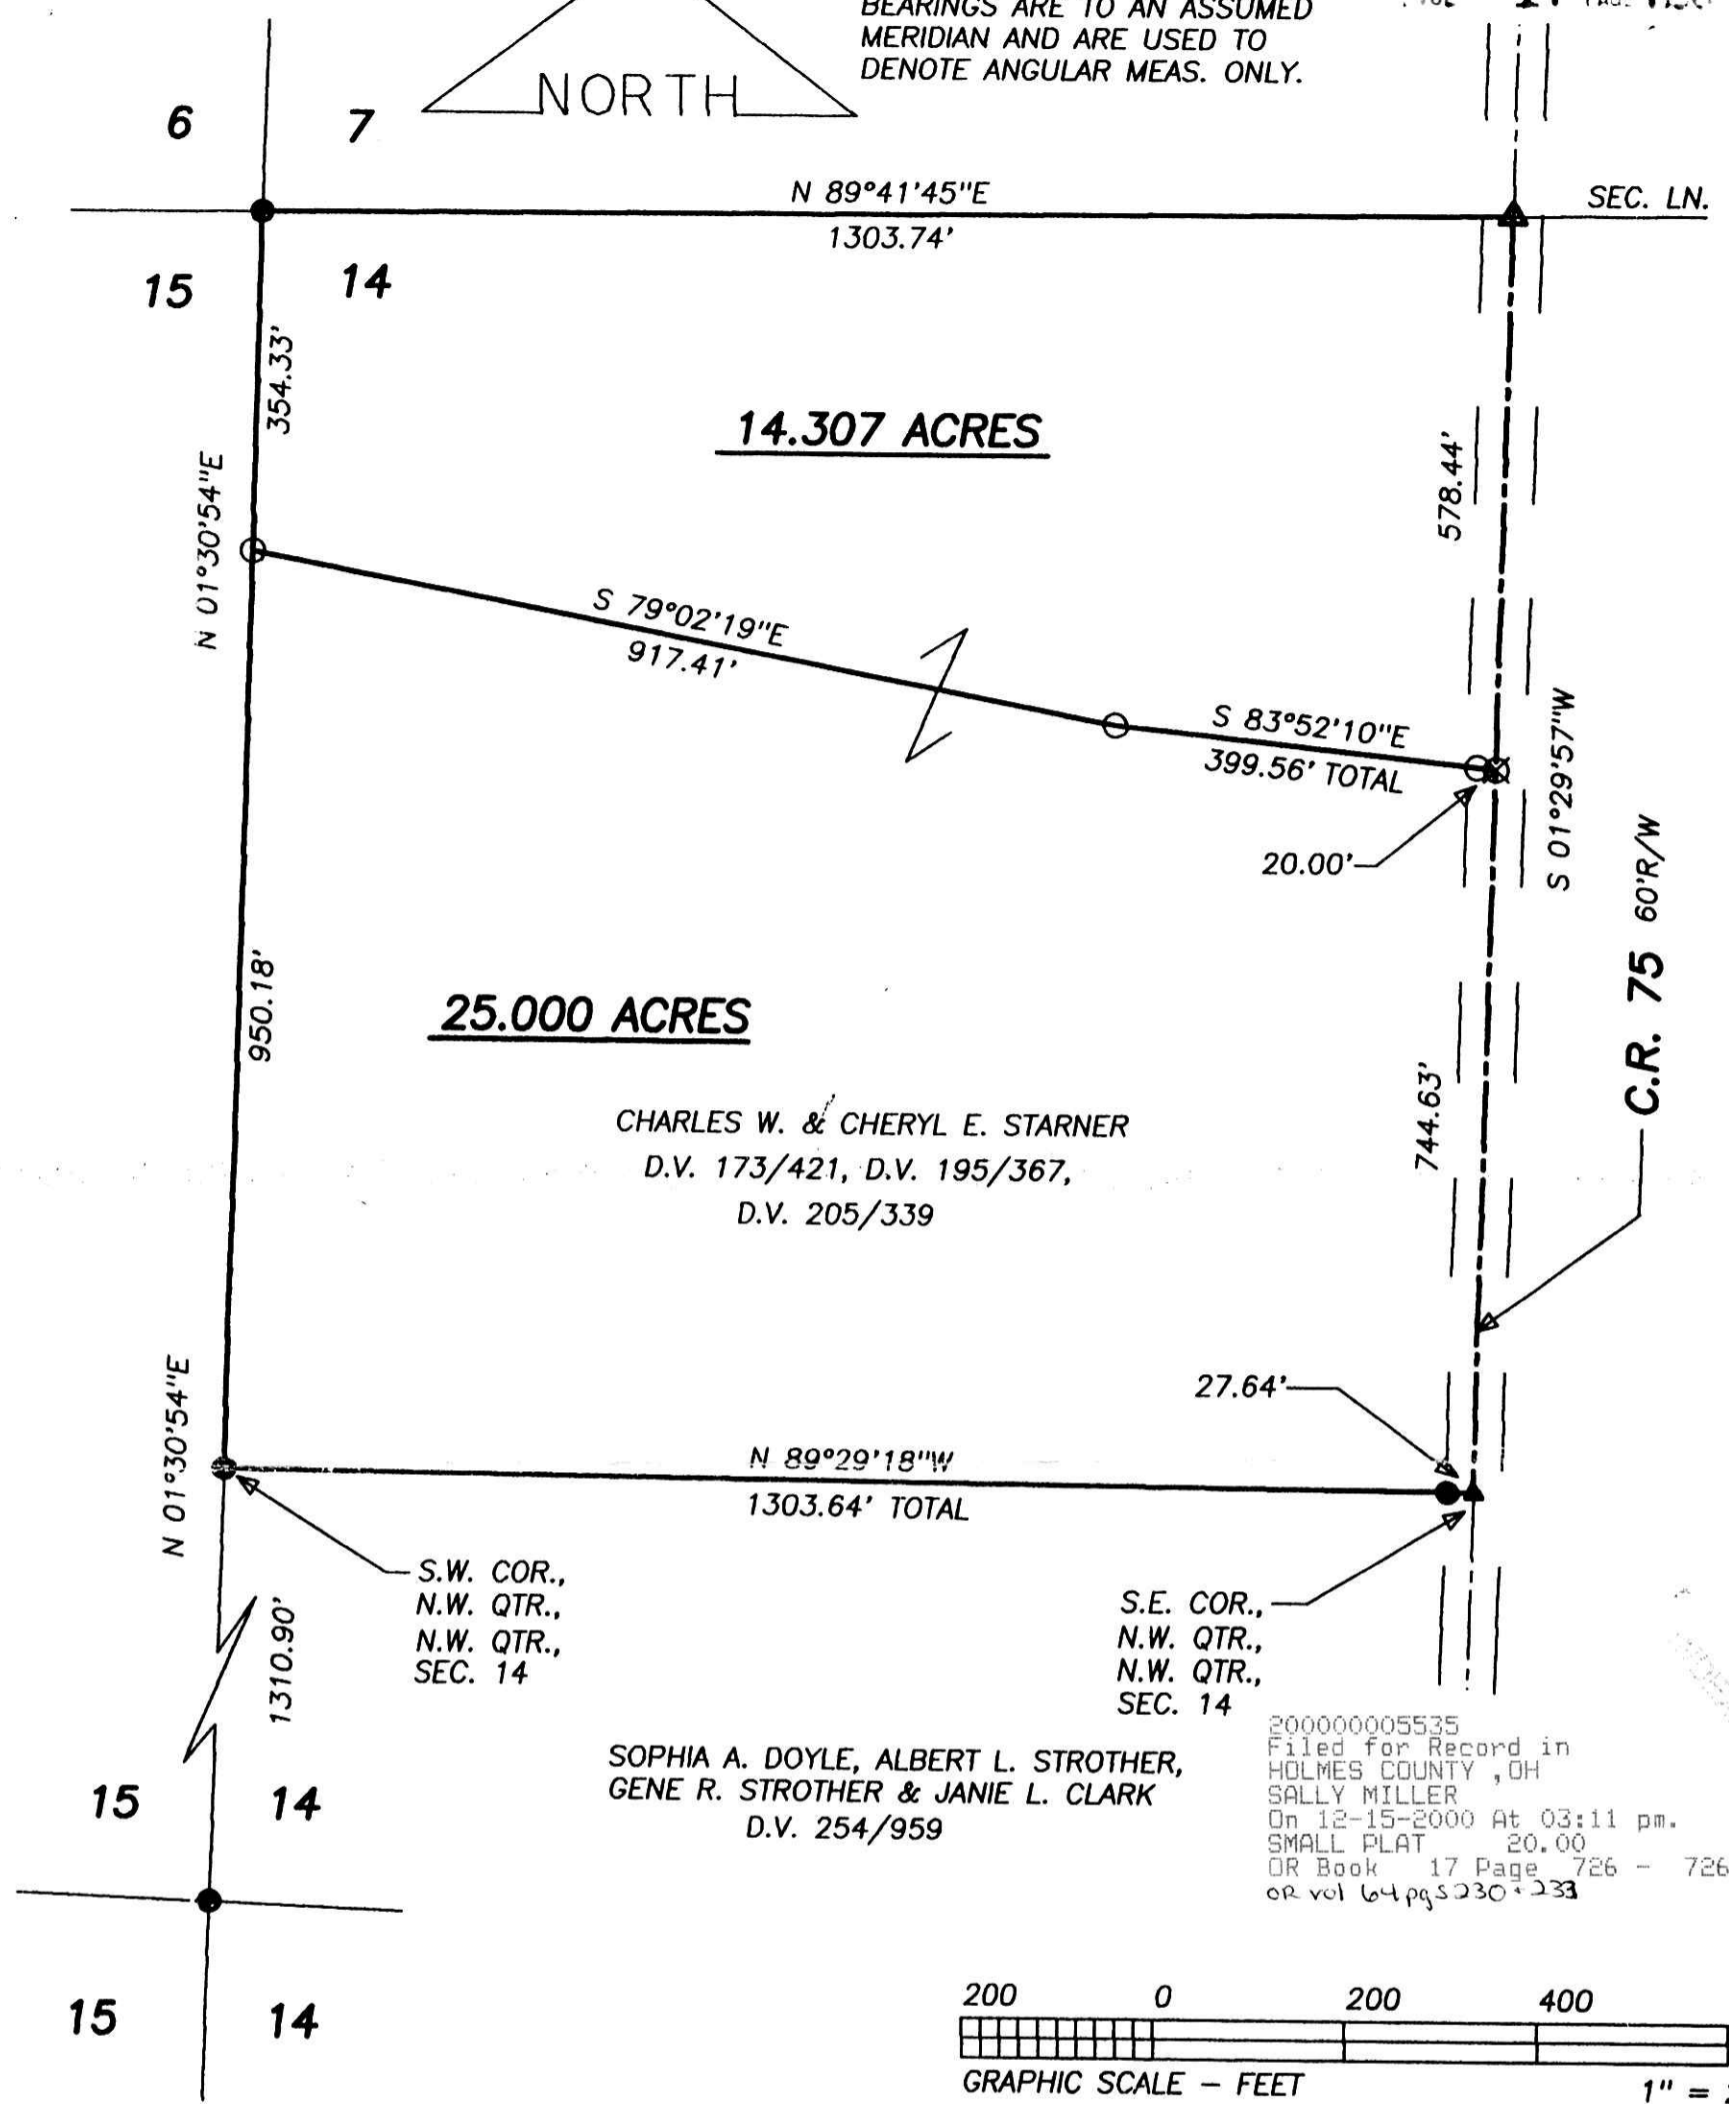 BEARINGS ARE TO AN ASSUMED
MERIDIAN AND ARE USED TO
DENOTE ANGULAR MEAS. ONLY.
NORTH
6
7
N 89°41'45"E
SEC. LN.
1303.74'
15
14
354.33'
14.307 ACRES
578.44'
N 01°30'54"E
S 79°02'19"E
917.41'
S 83°52'10"E
399.56' TOTAL
S 01°29'57"W
20.00'
C.R. 75 60'R/W
950.18'
25.000 ACRES
744.63'
CHARLES W. & CHERYL E. STARNER
D.V. 173/421, D.V. 195/367,
D.V. 205/339
27.64'
N 01°30'54"E
N 89°29'18"W
1303.64' TOTAL
S.W. COR.,
N.W. QTR.,
N.W. QTR.,
SEC. 14
S.E. COR.,
N.W. QTR.,
N.W. QTR.,
SEC. 14
1310.90'
200000005535
Filed for Record in
HOLMES COUNTY ,OH
SALLY MILLER
On 12-15-2000 At 03:11 pm.
SMALL PLAT 20.00
OR Book 17 Page 726 - 726
OR vol 64 pgs 230 + 233
SOPHIA A. DOYLE, ALBERT L. STROTHER,
GENE R. STROTHER & JANIE L. CLARK
D.V. 254/959
15
14
15
14
200 0 200 400
GRAPHIC SCALE - FEET
1" =